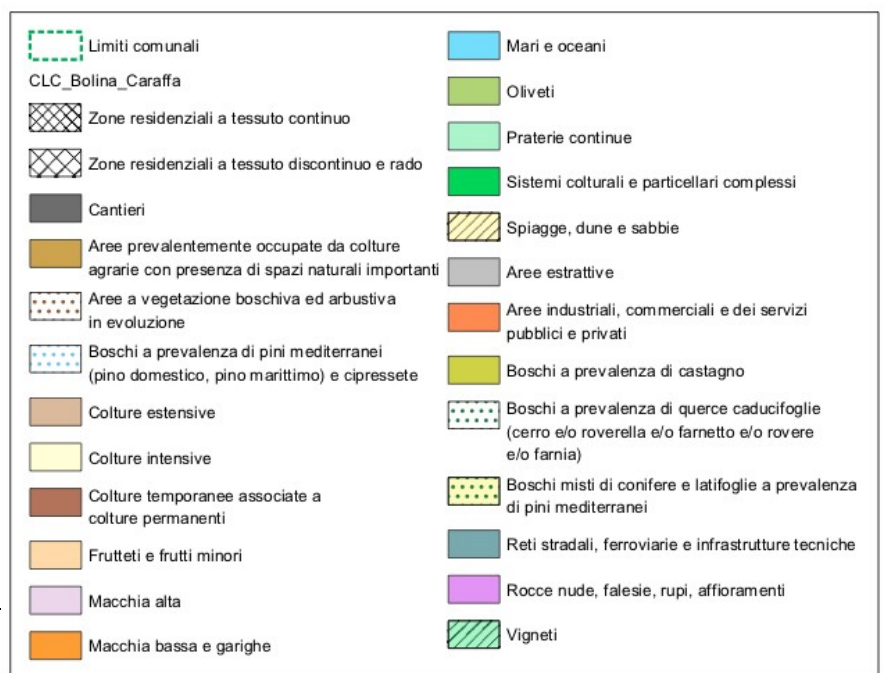 Limiti comunali
CLC_Bolina_Caraffa
Zone residenziali a tessuto continuo
Zone residenziali a tessuto discontinuo e rado
Cantieri
Aree prevalentemente occupate da colture
agrarie con presenza di spazi naturali importanti
Aree a vegetazione boschiva ed arbustiva
in evoluzione
Boschi a prevalenza di pini mediterranei
(pino domestico, pino marittimo) e cipressete
Colture estensive
Colture intensive
Colture temporanee associate a
colture permanenti
Frutteti e frutti minori
Macchia alta
Macchia bassa e garighe
Mari e oceani
Oliveti
Praterie continue
Sistemi colturali e particellari complessi
Spiagge, dune e sabbie
Aree estrattive
Aree industriali, commerciali e dei servizi
pubblici e privati
Boschi a prevalenza di castagno
Boschi a prevalenza di querce caducifoglie
(cerro e/o roverella e/o farnetto e/o rovere
e/o farnia)
Boschi misti di conifere e latifoglie a prevalenza
di pini mediterranei
Reti stradali, ferroviarie e infrastrutture tecniche
Rocce nude, falesie, rupi, affioramenti
Vigneti